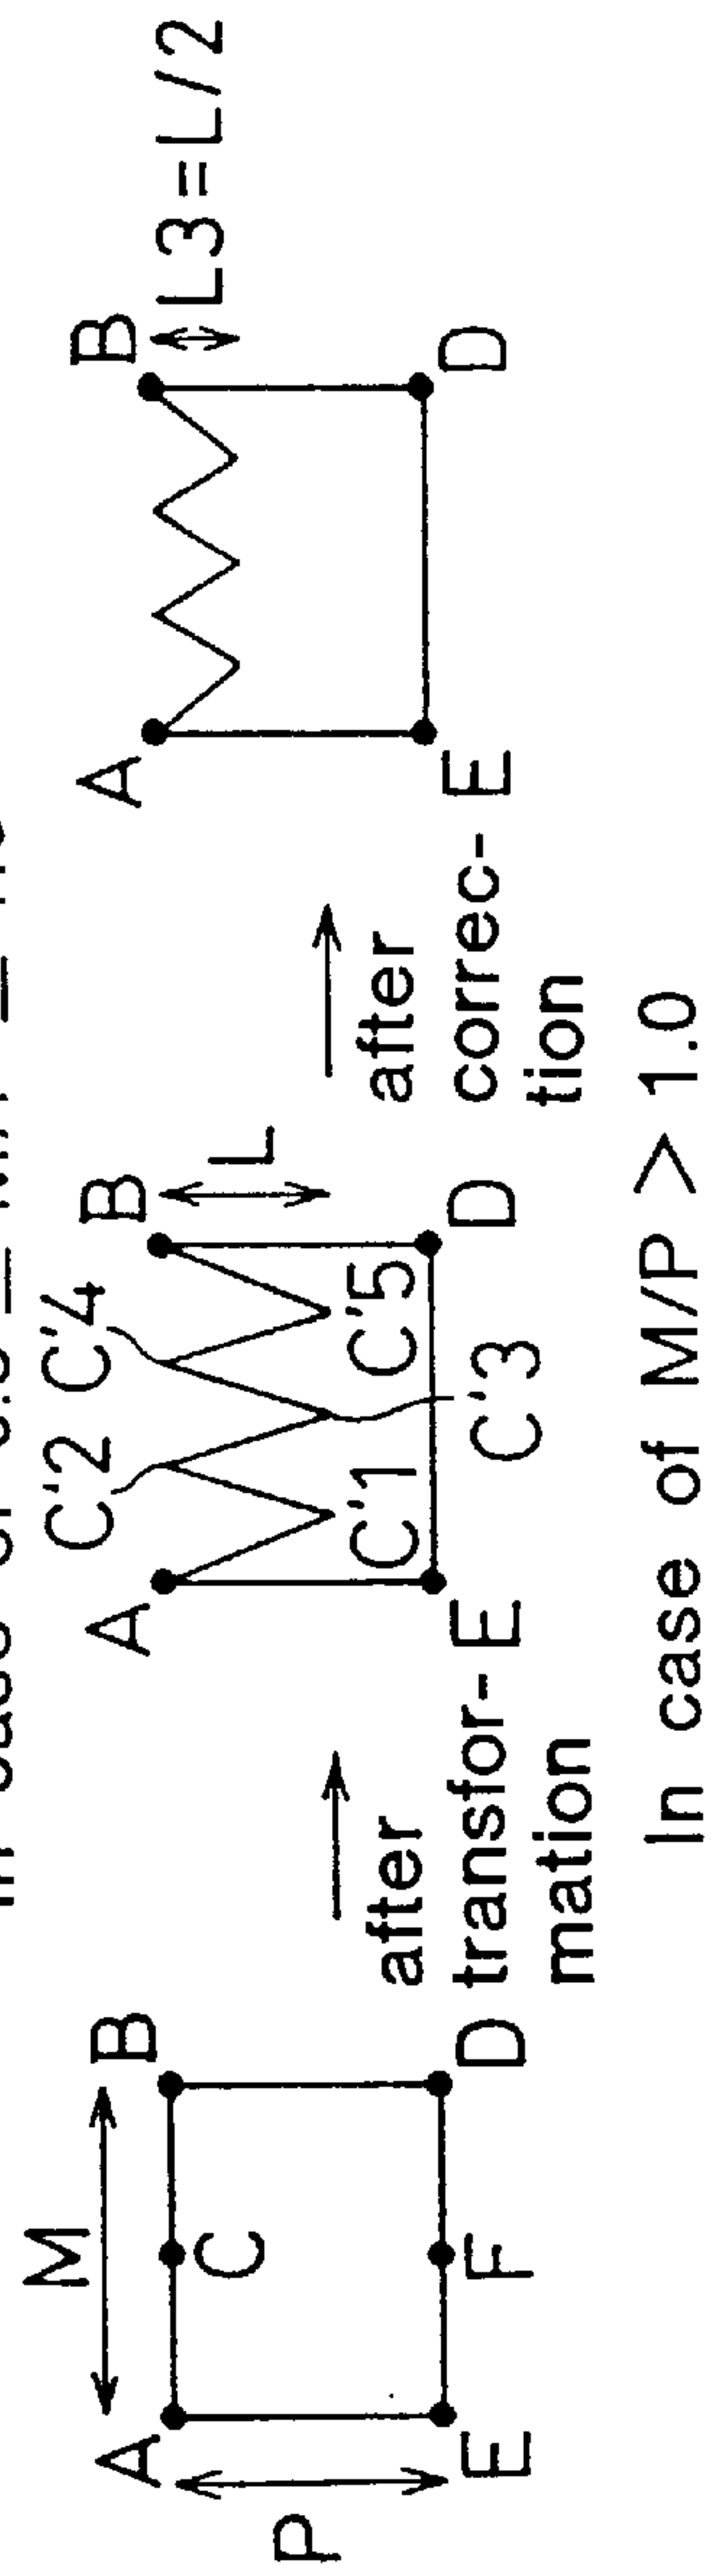 M
A
B
C
P
E
F
D
after
transfor-
mation
C'2
C'4
A
B
L
C'1
C'5
C'3
E
D
after
correc-
tion
A
B
L3=L/2
E
D
In case of M/P > 1.0